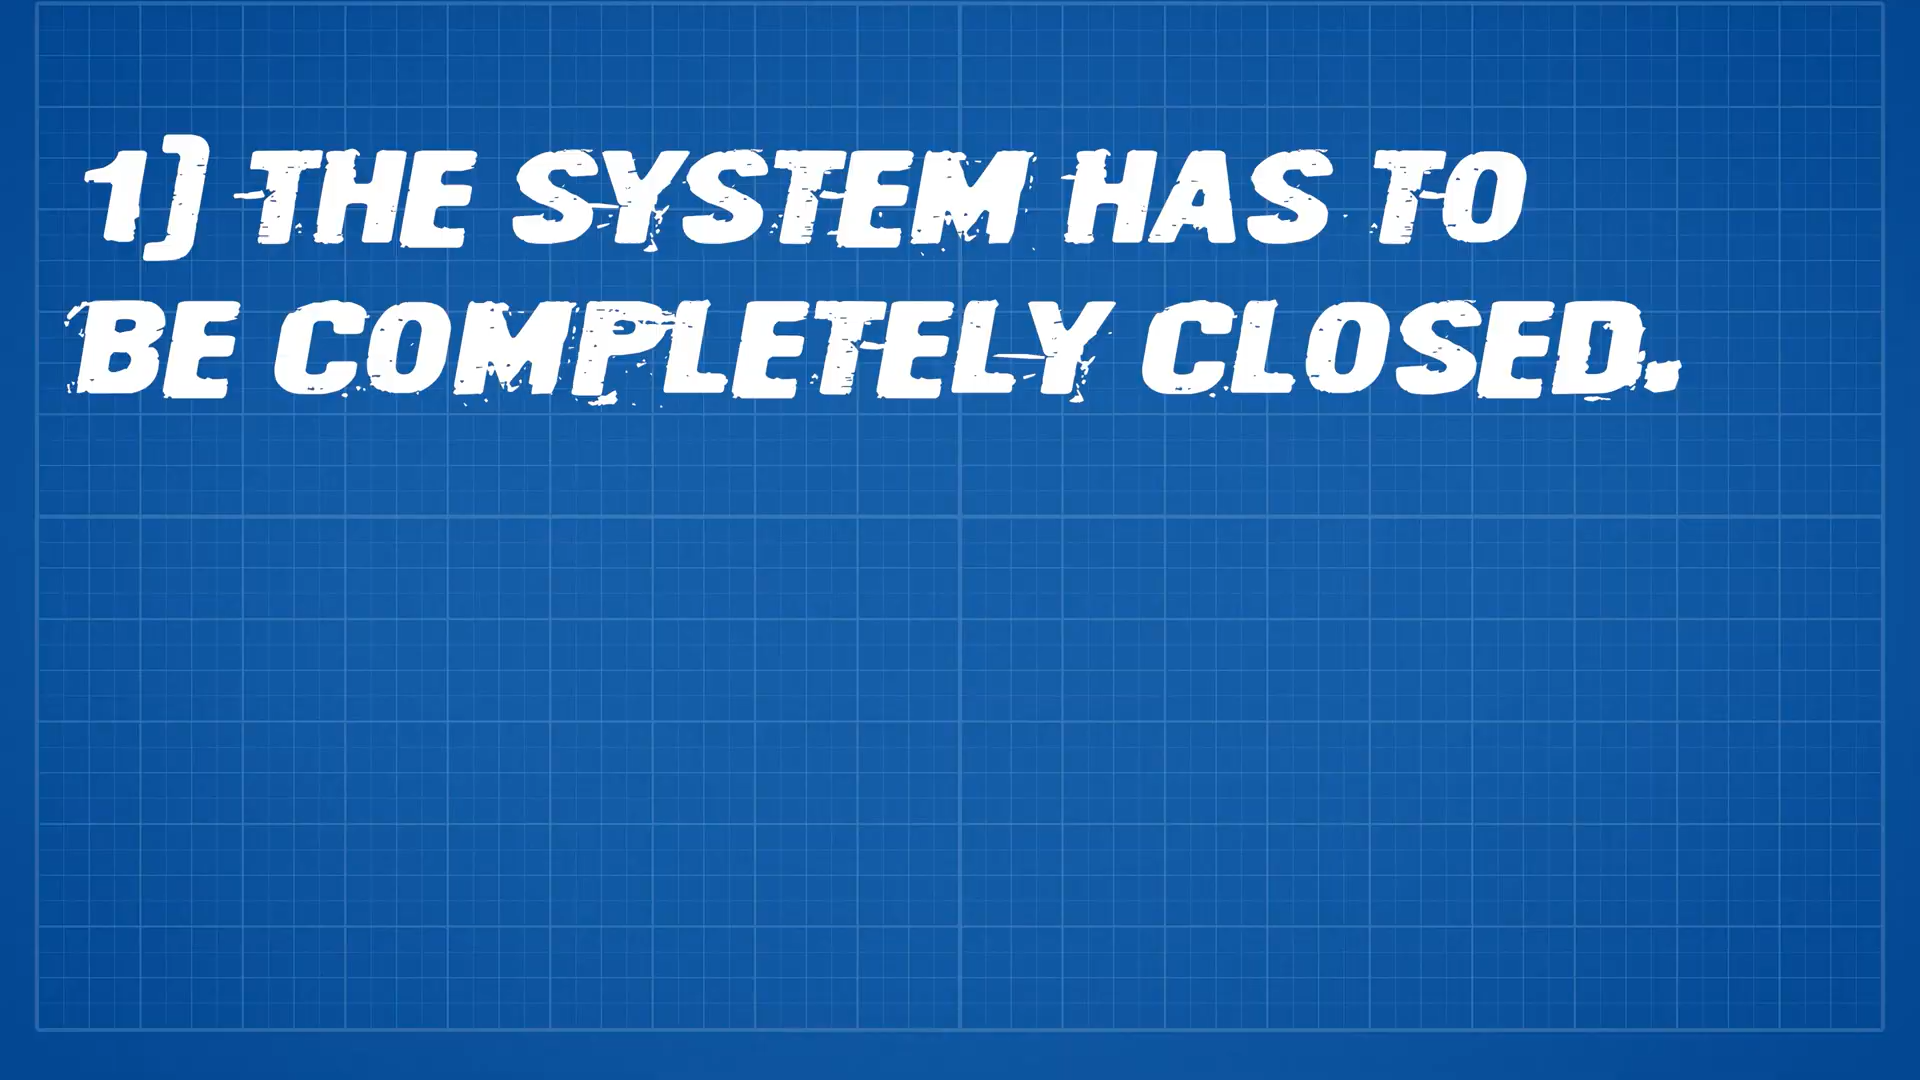 1) THE SYSTEM HAS TO
BE COMPLETELY CLOSED.